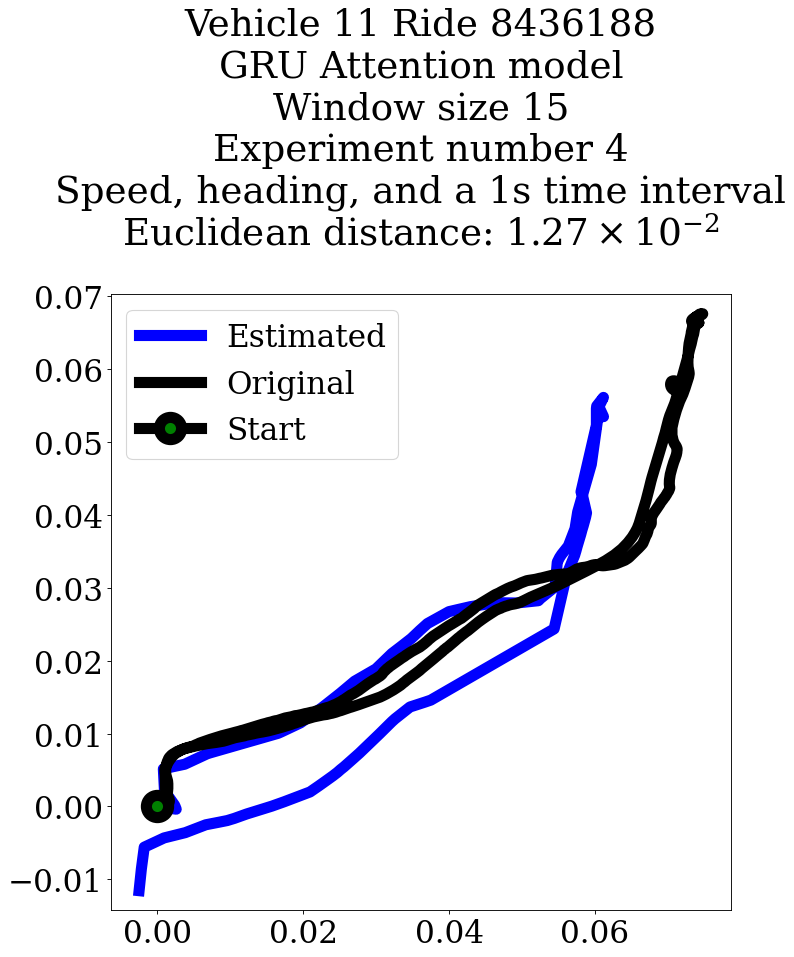 Vehicle 11 Ride 8436188
GRU Attention model
Window size 15
Experiment number 4
Speed, heading, and a 1s time interval
Euclidean distance: 1.27 × 10⁻²
0.07
0.06
0.05
0.04
0.03
0.02
0.01
0.00
−0.01
Estimated
Original
Start
0.00 0.02 0.04 0.06